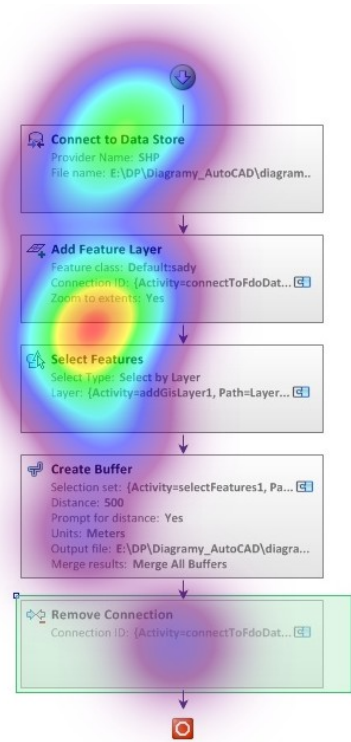 Connect to Data Store
Provider Name: SHP
File name: E:\DP\Diagramy_AutoCAD\diagram..
Add Feature Layer
Feature class: Default:sady
Connection ID: {Activity=connectToFdoDat...
Zoom to extents: Yes
Select Features
Select Type: Select by Layer
Layer: {Activity=addGisLayer1, Path=Layer...
Create Buffer
Selection set: {Activity=selectFeatures1, Pa...
Distance: 500
Prompt for distance: Yes
Units: Meters
Output file: E:\DP\Diagramy_AutoCAD\diagra...
Merge results: Merge All Buffers
Remove Connection
Connection ID: {Activity=connectToFdoDat...